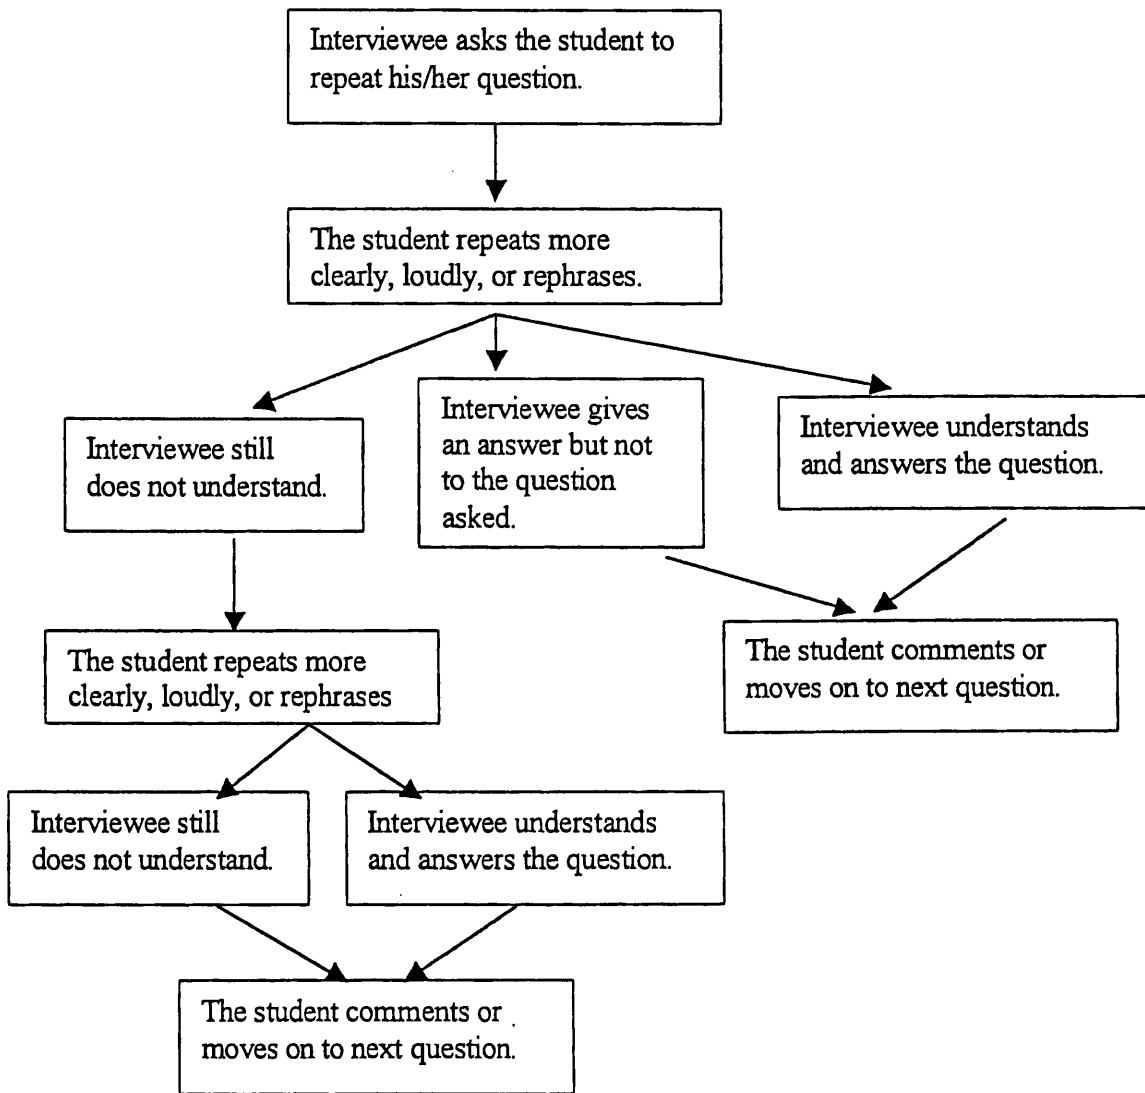 Interviewee asks the student to
repeat his/her question.
The student repeats more
clearly, loudly, or rephrases.
Interviewee still
does not understand.
Interviewee gives
an answer but not
to the question
asked.
Interviewee understands
and answers the question.
The student repeats more
clearly, loudly, or rephrases
The student comments or
moves on to next question.
Interviewee still
does not understand.
Interviewee understands
and answers the question.
The student comments or
moves on to next question.